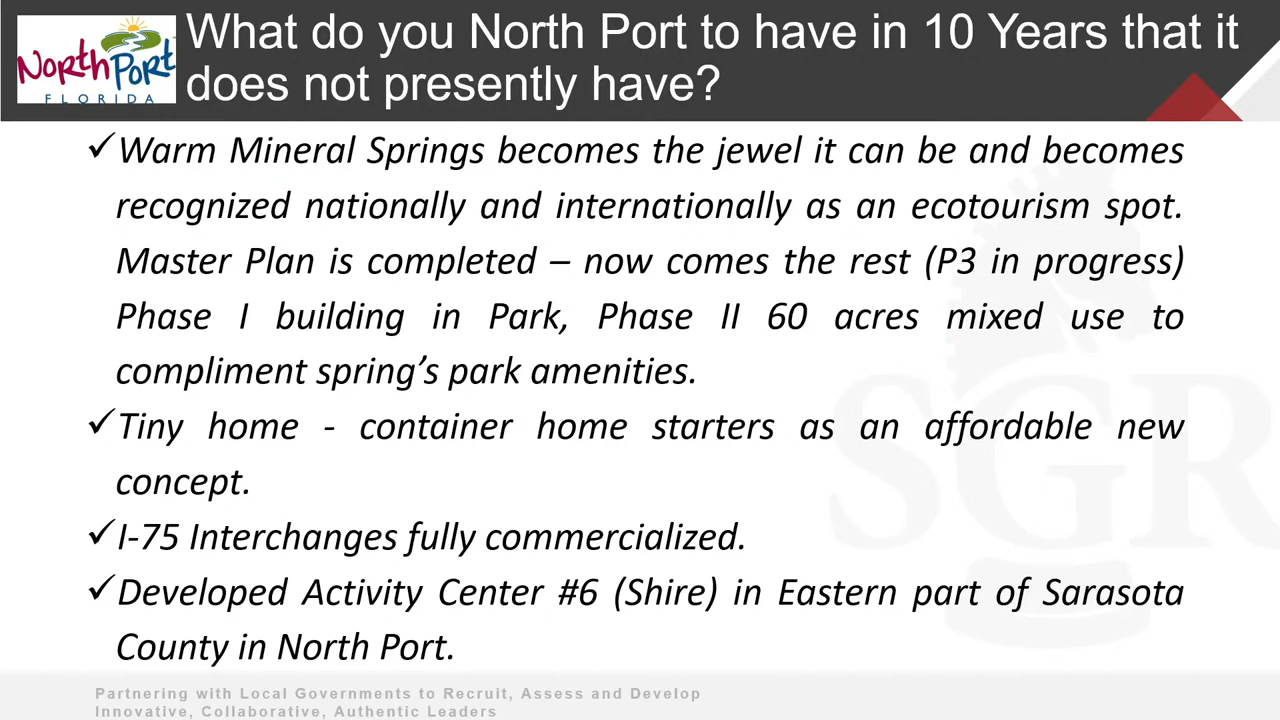 North Port
FLORIDA
What do you North Port to have in 10 Years that it
does not presently have?
✓Warm Mineral Springs becomes the jewel it can be and becomes
recognized nationally and internationally as an ecotourism spot.
Master Plan is completed – now comes the rest (P3 in progress)
Phase I building in Park, Phase II 60 acres mixed use to
compliment spring’s park amenities.
✓Tiny home - container home starters as an affordable new
concept.
✓I-75 Interchanges fully commercialized.
✓Developed Activity Center #6 (Shire) in Eastern part of Sarasota
County in North Port.
SGR
Partnering with Local Governments to Recruit, Assess and Develop
Innovative, Collaborative, Authentic Leaders